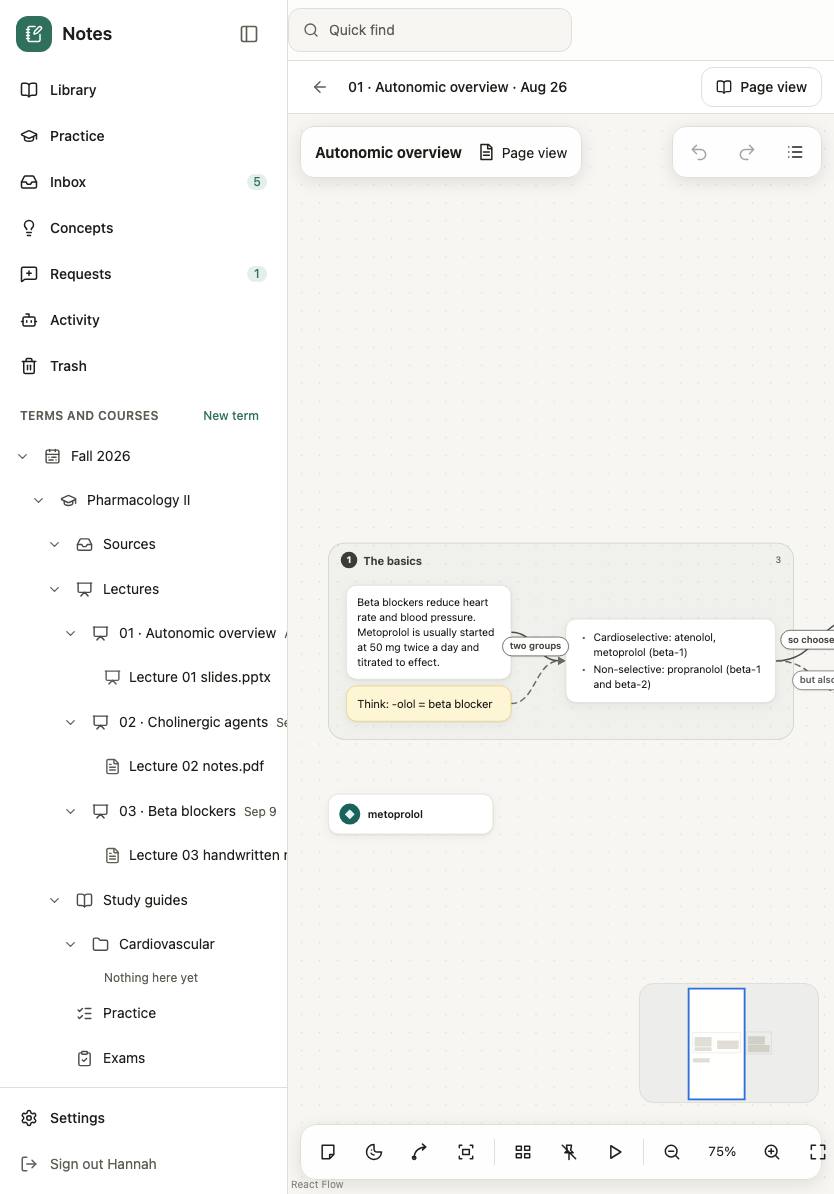 Notes
Quick find
Library
Practice
Inbox 5
Concepts
Requests 1
Activity
Trash
TERMS AND COURSES New term
Fall 2026
Pharmacology II
Sources
Lectures
01 · Autonomic overview
Lecture 01 slides.pptx
02 · Cholinergic agents
Lecture 02 notes.pdf
03 · Beta blockers Sep 9
Lecture 03 handwritten
Study guides
Cardiovascular
Nothing here yet
Practice
Exams
Settings
Sign out Hannah
01 · Autonomic overview · Aug 26
Page view
Autonomic overview Page view
1 The basics 3
Beta blockers reduce heart
rate and blood pressure.
Metoprolol is usually started
at 50 mg twice a day and
titrated to effect.
Think: -olol = beta blocker
two groups
· Cardioselective: atenolol,
metoprolol (beta-1)
· Non-selective: propranolol (beta-1
and beta-2)
so choose
but also
metoprolol
75%
React Flow